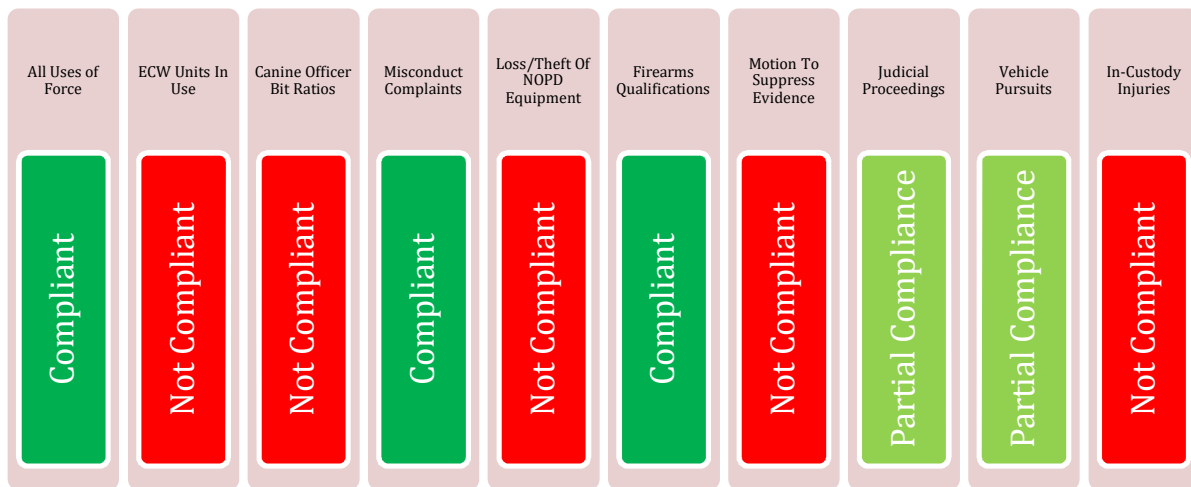 All Uses of
Force
ECW Units In
Use
Canine Officer
Bit Ratios
Misconduct
Complaints
Loss/Theft Of
NOPD
Equipment
Firearms
Qualifications
Motion To
Suppress
Evidence
Judicial
Proceedings
Vehicle
Pursuits
In-Custody
Injuries
Compliant
Not Compliant
Not Compliant
Compliant
Not Compliant
Compliant
Not Compliant
Partial Compliance
Partial Compliance
Not Compliant